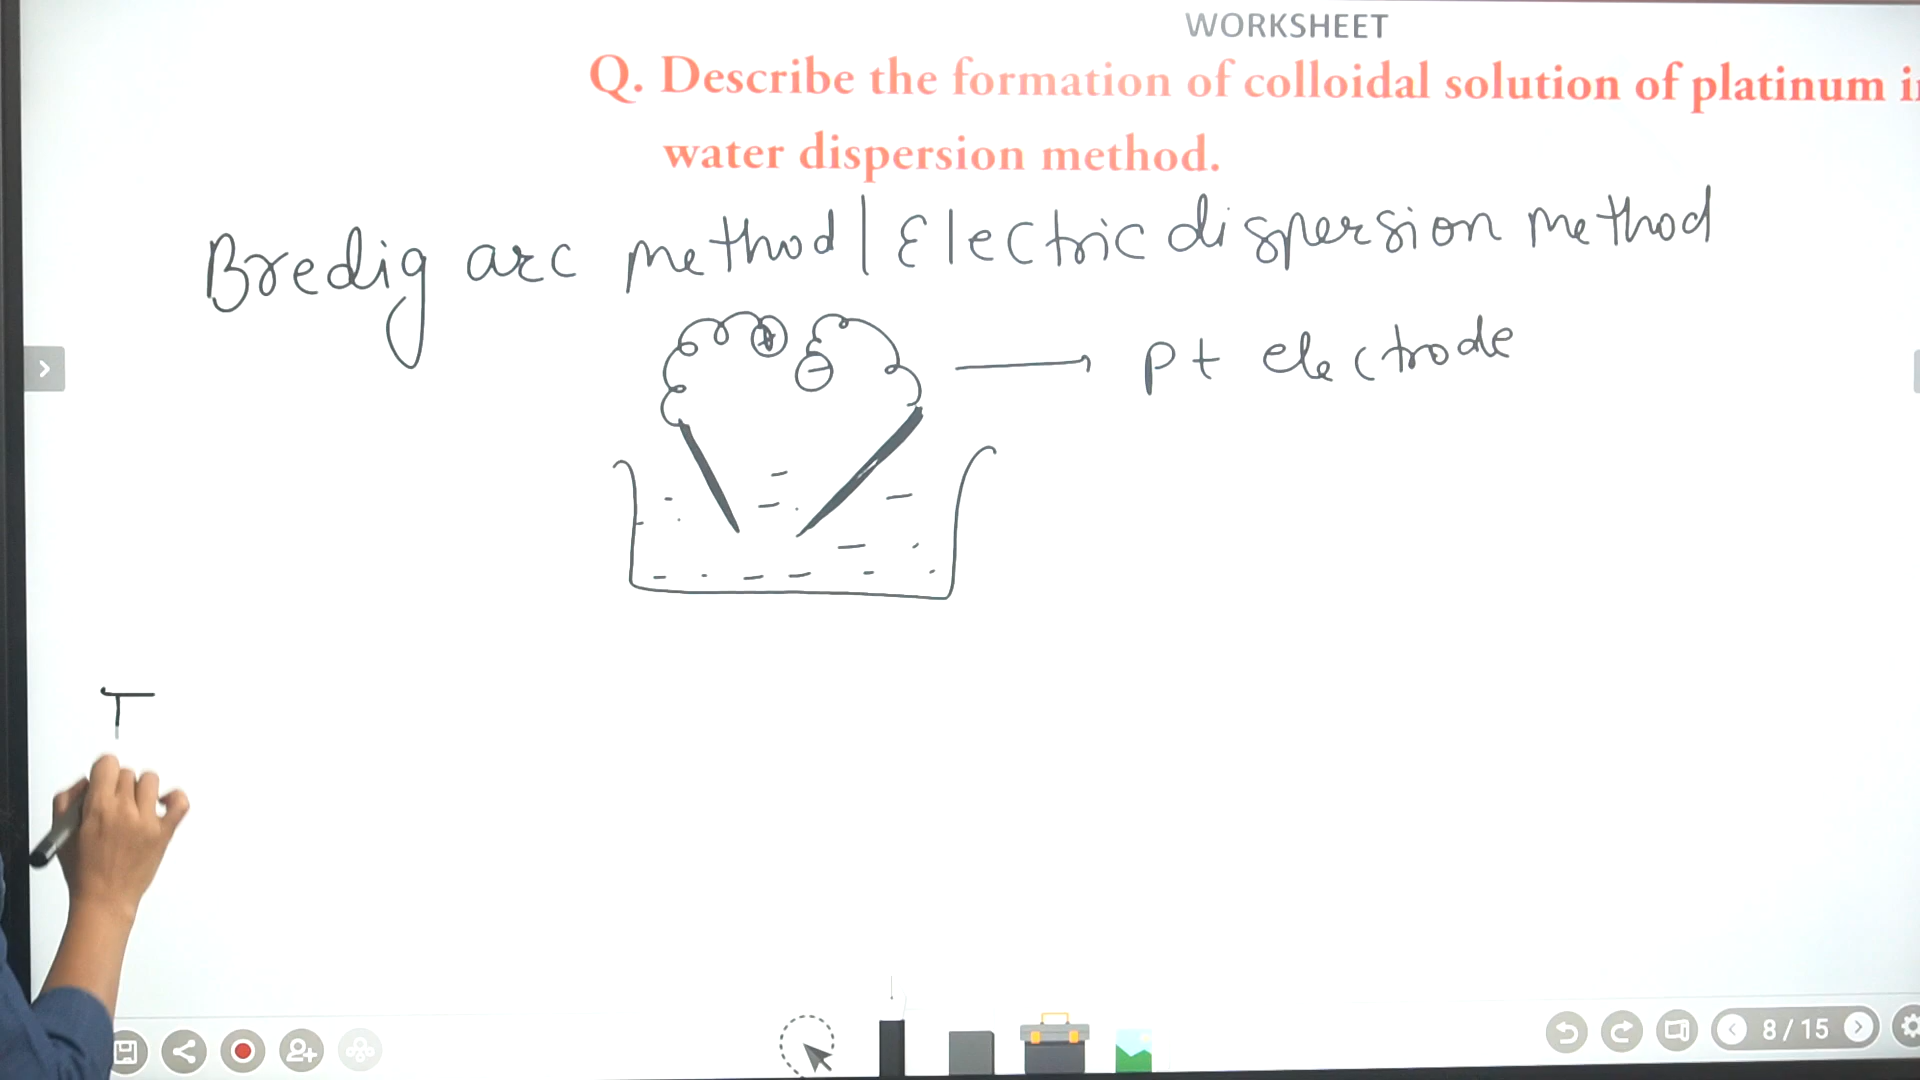 WORKSHEET
Q. Describe the formation of colloidal solution of platinum i
water dispersion method.
Bredig arc method | Electric dispersion method
+
−
pt electrode
T
8 / 15